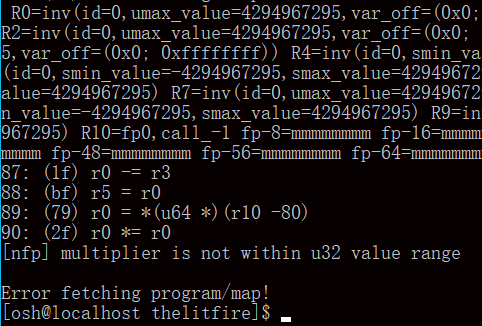 R0=inv(id=0,umax_value=4294967295,var_off=(0x0;
R2=inv(id=0,umax_value=4294967295,var_off=(0x0;
5,var_off=(0x0; 0xffffffff)) R4=inv(id=0,smin_va
(id=0,smin_value=-4294967295,smax_value=42949672
alue=4294967295) R7=inv(id=0,umax_value=42949672
n_value=-4294967295,smax_value=4294967295) R9=in
967295) R10=fp0,call_-1 fp-8=mmmmmmmm fp-16=mmmm
mmmm fp-48=mmmmmmmm fp-56=mmmmmmmm fp-64=mmmmmmm
87: (1f) r0 -= r3
88: (bf) r5 = r0
89: (79) r0 = *(u64 *)(r10 -80)
90: (2f) r0 *= r0
[nfp] multiplier is not within u32 value range
Error fetching program/map!
[osh@localhost thelitfire]$